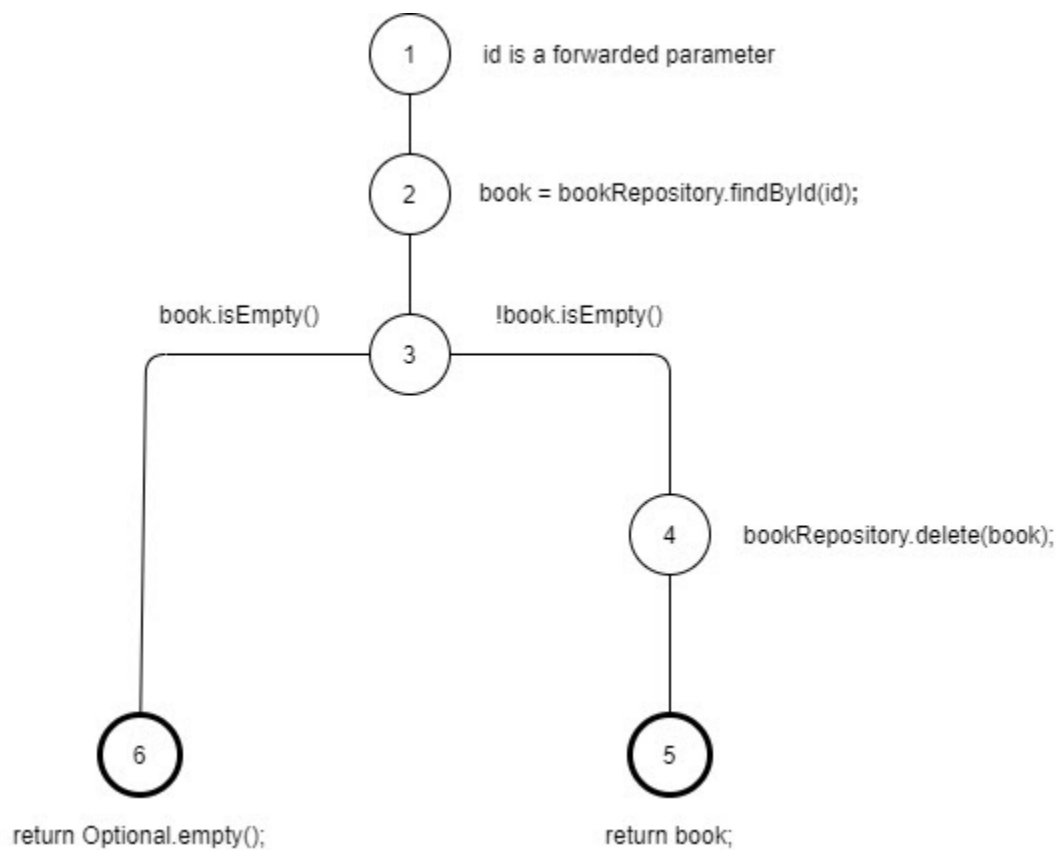 1 id is a forwarded parameter
2 book = bookRepository.findById(id);
book.isEmpty() !book.isEmpty()
3
4 bookRepository.delete(book);
6 5
return Optional.empty(); return book;